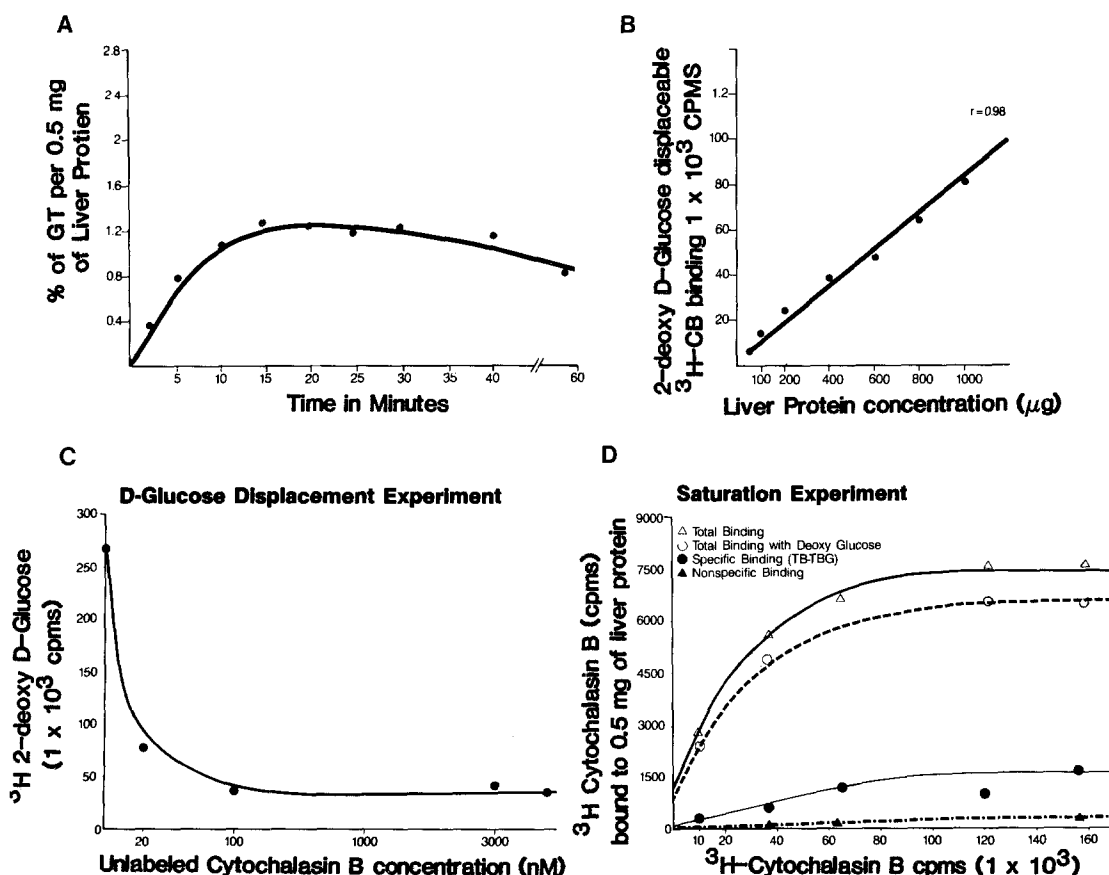 A
% of GT per 0.5 mg
of Liver Protien
2.8
2.4
2
1.6
1.2
0.8
0.4
5
10
15
20
25
30
35
40
60
Time in Minutes
B
2-deoxy D-Glucose displaceable
³H-CB binding 1 x 10³ CPMS
1.2
100
80
60
40
20
r=0.98
100
200
400
600
800
1000
Liver Protein concentration (μg)
C
D-Glucose Displacement Experiment
³H 2-deoxy D-Glucose
(1 x 10³ cpms)
300
250
200
150
100
50
0
20
100
1000
3000
Unlabeled Cytochalasin B concentration (nM)
D
Saturation Experiment
³H Cytochalasin B (cpms)
bound to 0.5 mg of liver protein
9000
7500
6000
4500
3000
1500
0
△ Total Binding
○ Total Binding with Deoxy Glucose
● Specific Binding (TB-TBG)
▲ Nonspecific Binding
10
20
40
60
80
100
120
140
160
³H-Cytochalasin B cpms (1 x 10³)